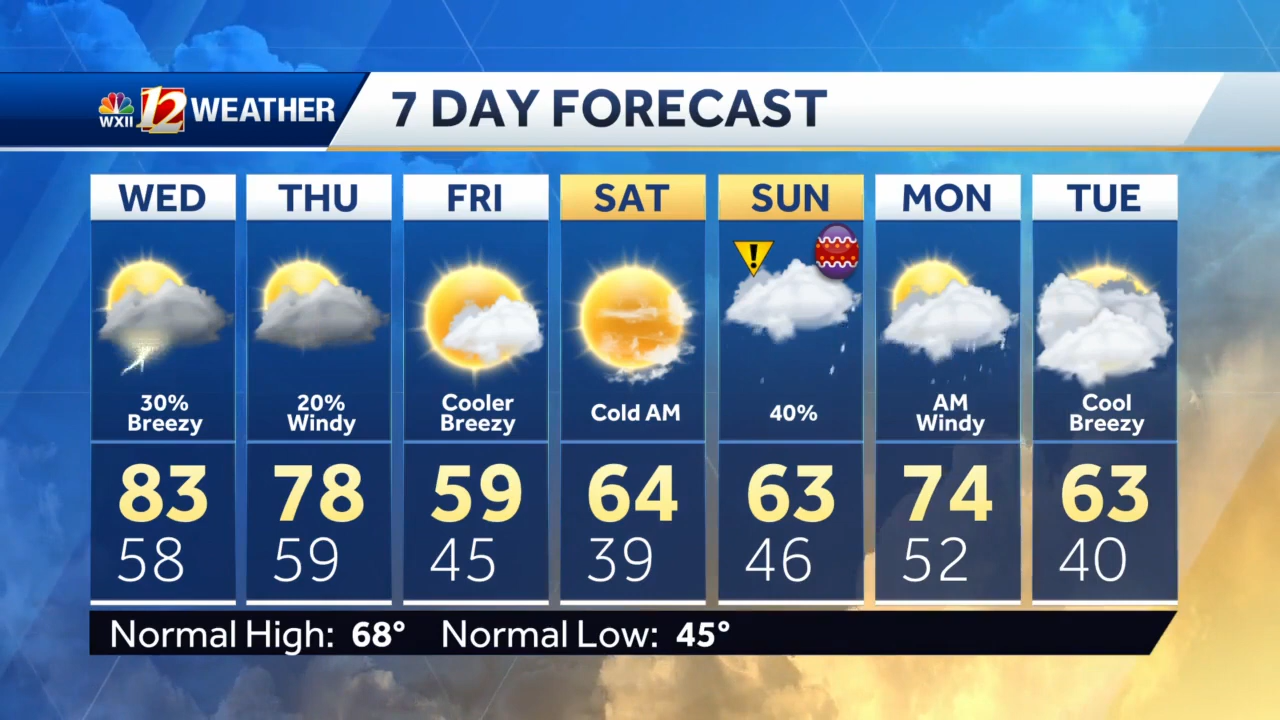 WXII 12 WEATHER
7 DAY FORECAST
WED
THU
FRI
SAT
SUN
MON
TUE
!
30%
Breezy
20%
Windy
Cooler
Breezy
Cold AM
40%
AM
Windy
Cool
Breezy
83
78
59
64
63
74
63
58
59
45
39
46
52
40
Normal High: 68° Normal Low: 45°